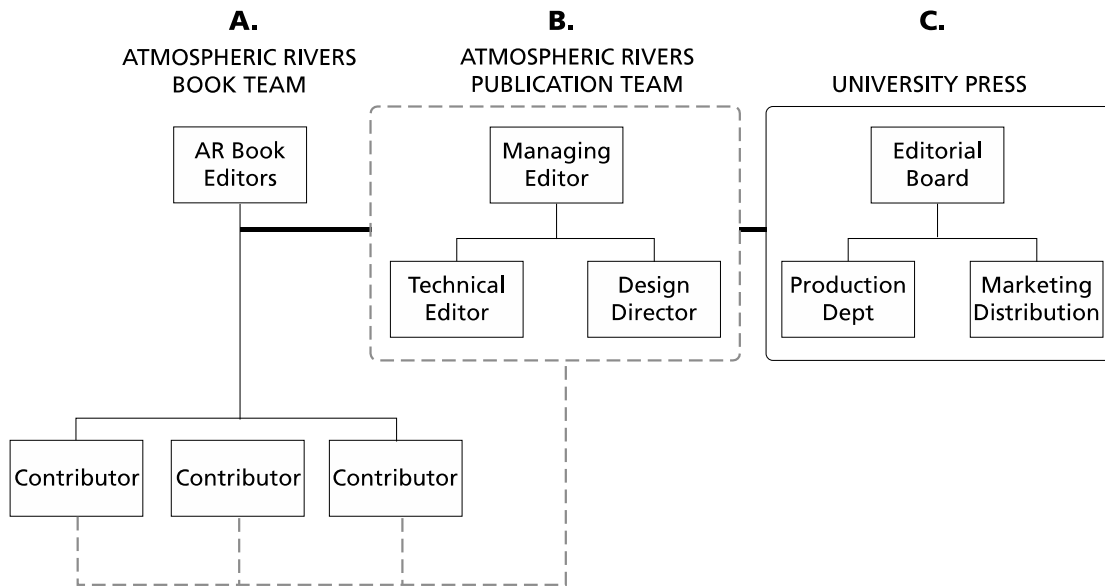 A.
ATMOSPHERIC RIVERS
BOOK TEAM
B.
ATMOSPHERIC RIVERS
PUBLICATION TEAM
C.
UNIVERSITY PRESS
AR Book
Editors
Managing
Editor
Editorial
Board
Technical
Editor
Design
Director
Production
Dept
Marketing
Distribution
Contributor
Contributor
Contributor